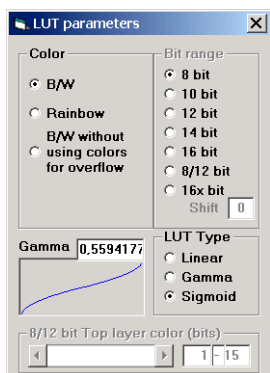 LUT parameters
Color
B/W
Rainbow
B/W without
using colors
for overflow
Bit range
8 bit
10 bit
12 bit
14 bit
16 bit
8/12 bit
16x bit
Shift 0
Gamma 0,5594177
LUT Type
Linear
Gamma
Sigmoid
8/12 bit Top layer color (bits)
1 - 15